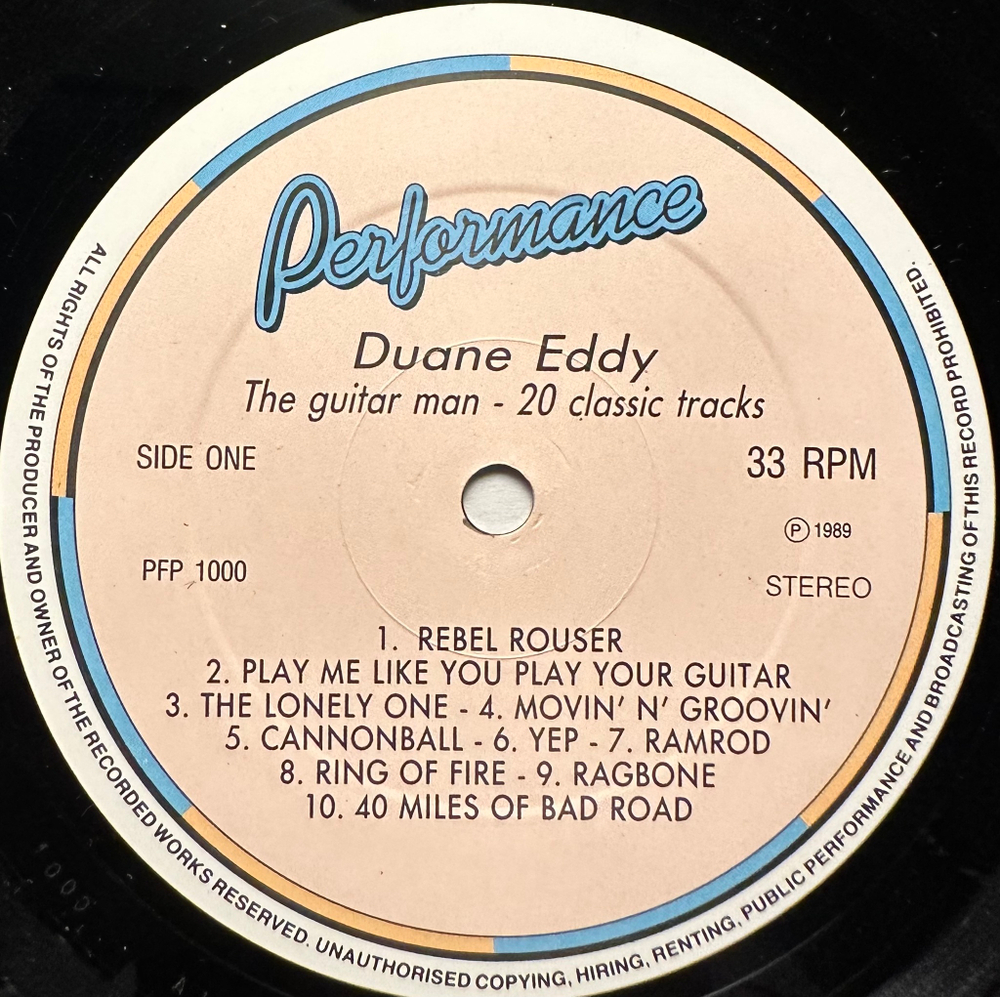 Performance
Duane Eddy
The guitar man - 20 classic tracks
SIDE ONE
33 RPM
Ⓟ 1989
PFP 1000
STEREO
1. REBEL ROUSER
2. PLAY ME LIKE YOU PLAY YOUR GUITAR
3. THE LONELY ONE - 4. MOVIN' N' GROOVIN'
5. CANNONBALL - 6. YEP - 7. RAMROD
8. RING OF FIRE - 9. RAGBONE
10. 40 MILES OF BAD ROAD
ALL RIGHTS OF THE PRODUCER AND OWNER OF THE RECORDED WORKS RESERVED. UNAUTHORISED COPYING, HIRING, RENTING, PUBLIC PERFORMANCE AND BROADCASTING OF THIS RECORD PROHIBITED.